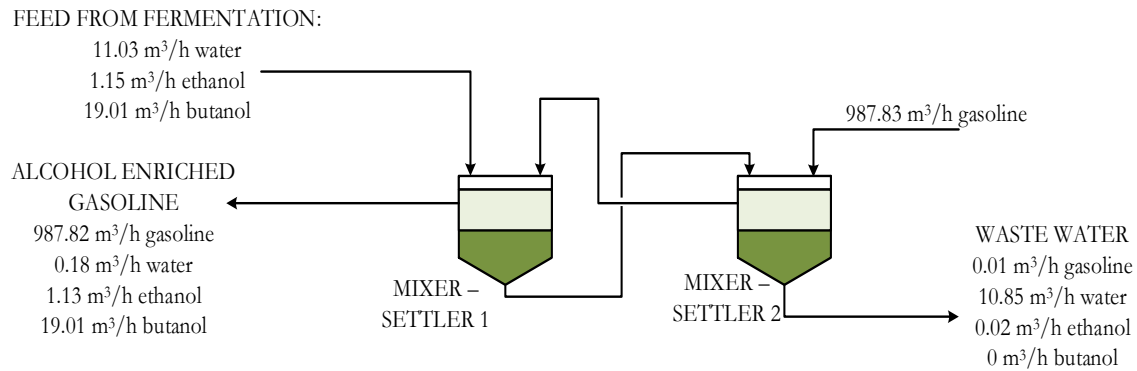 FEED FROM FERMENTATION:
11.03 m³/h water
1.15 m³/h ethanol
19.01 m³/h butanol
987.83 m³/h gasoline
ALCOHOL ENRICHED
GASOLINE
987.82 m³/h gasoline
0.18 m³/h water
1.13 m³/h ethanol
19.01 m³/h butanol
MIXER –
SETTLER 1
MIXER –
SETTLER 2
WASTE WATER
0.01 m³/h gasoline
10.85 m³/h water
0.02 m³/h ethanol
0 m³/h butanol